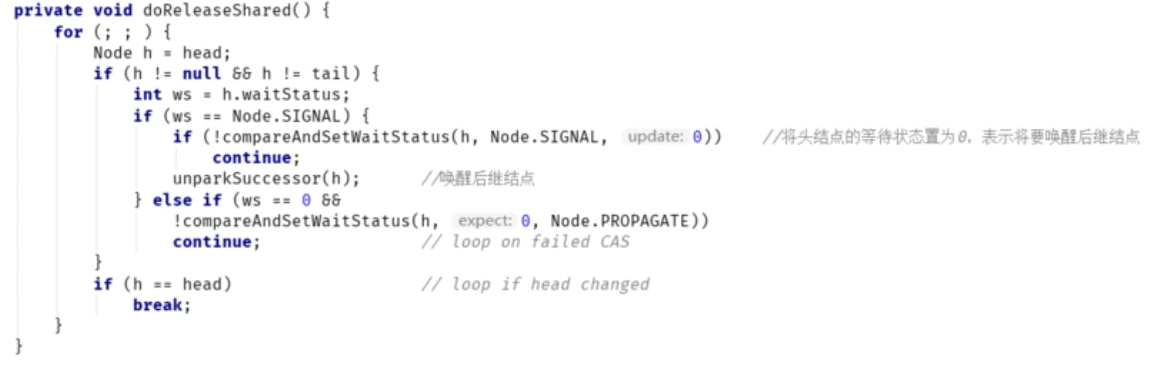 private void doReleaseShared() {
    for (; ; ) {
        Node h = head;
        if (h != null && h != tail) {
            int ws = h.waitStatus;
            if (ws == Node.SIGNAL) {
                if (!compareAndSetWaitStatus(h, Node.SIGNAL, update: 0)) //将头结点的等待状态置为0，表示将要唤醒后继结点
                    continue;
                unparkSuccessor(h); //唤醒后继结点
            } else if (ws == 0 &&
                !compareAndSetWaitStatus(h, expect: 0, Node.PROPAGATE))
                continue; // loop on failed CAS
        }
        if (h == head) // loop if head changed
            break;
    }
}